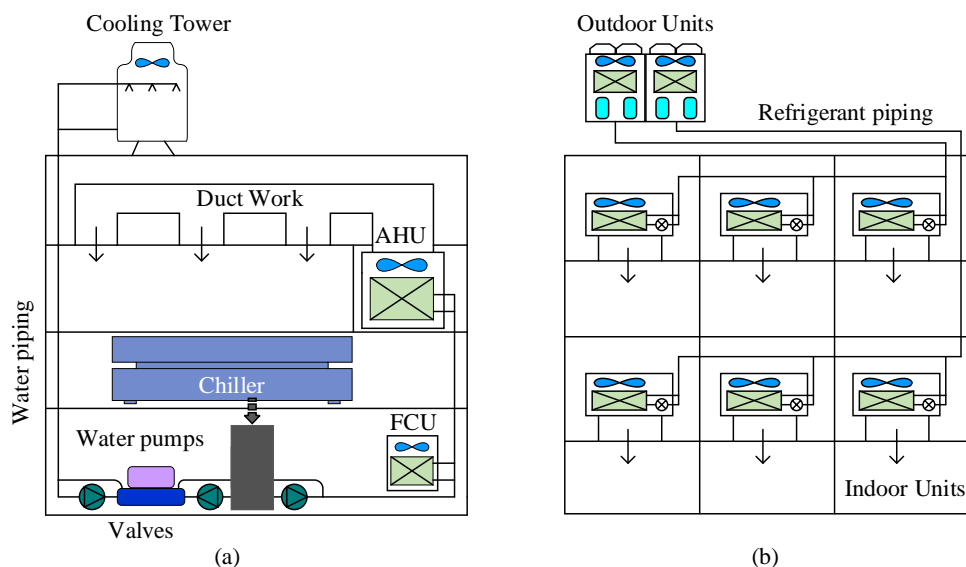 Cooling Tower
Duct Work
AHU
Water piping
Chiller
FCU
Water pumps
Valves
(a)
Outdoor Units
Refrigerant piping
Indoor Units
(b)